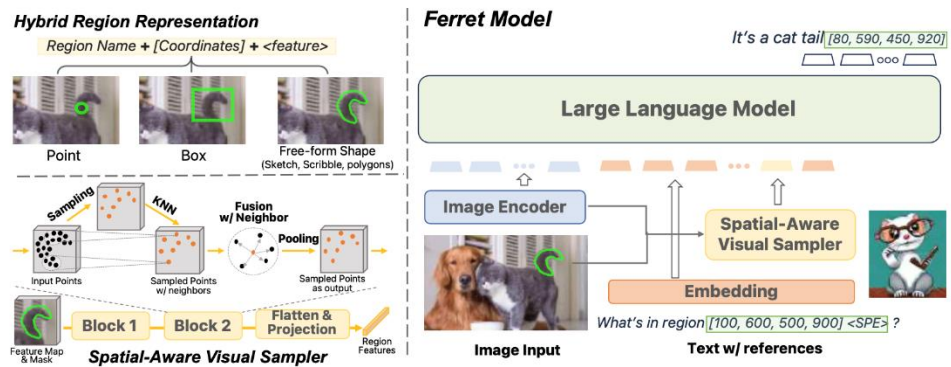 Hybrid Region Representation
Region Name + [Coordinates] + <feature>
Point
Box
Free-form Shape
(Sketch, Scribble, polygons)
Sampling
KNN
Fusion
w/ Neighbor
Pooling
Input Points
Sampled Points
w/ neighbors
Sampled Points
as output
Block 1
Block 2
Flatten &
Projection
Feature Map
& Mask
Region
Features
Spatial-Aware Visual Sampler
Ferret Model
It's a cat tail [80, 590, 450, 920]
Large Language Model
Image Encoder
Spatial-Aware
Visual Sampler
Embedding
What's in region [100, 600, 500, 900] <SPE> ?
Image Input
Text w/ references